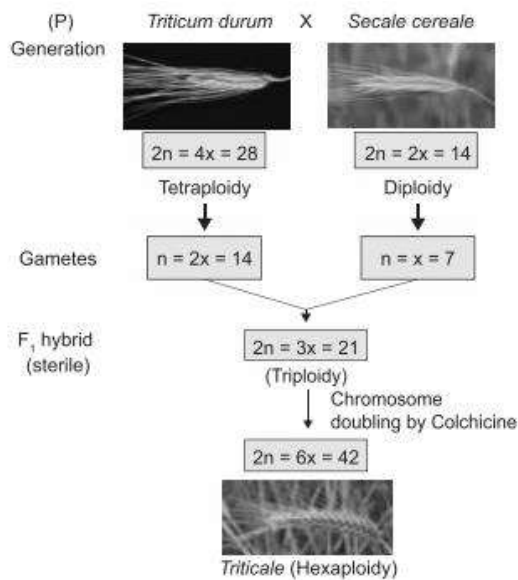 (P)
Generation
Triticum durum X Secale cereale
2n = 4x = 28
2n = 2x = 14
Tetraploidy
Diploidy
Gametes
n = 2x = 14
n = x = 7
F1 hybrid
(sterile)
2n = 3x = 21
(Triploidy)
Chromosome
doubling by Colchicine
2n = 6x = 42
Triticale (Hexaploidy)